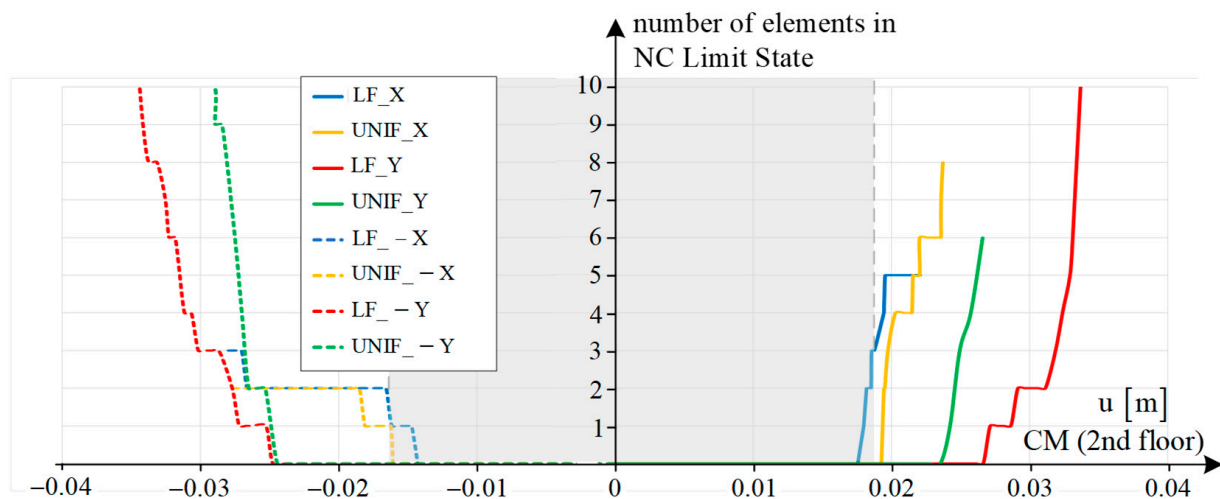 number of elements in
NC Limit State
LF_X
UNIF_X
LF_Y
UNIF_Y
LF_ – X
UNIF_ – X
LF_ – Y
UNIF_ – Y
10
9
8
7
6
5
4
3
2
1
u [m]
CM (2nd floor)
−0.04 −0.03 −0.02 −0.01 0 0.01 0.02 0.03 0.04